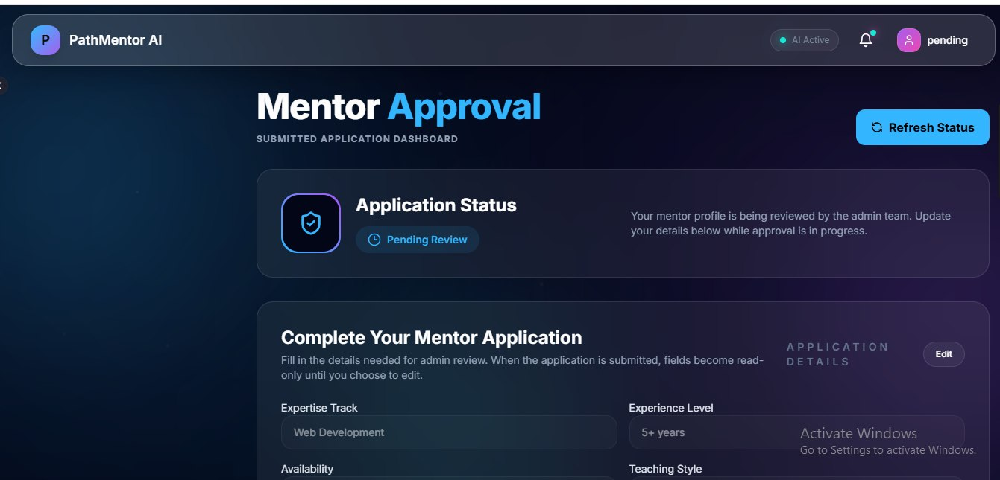 P PathMentor AI AI Active pending
Mentor Approval
SUBMITTED APPLICATION DASHBOARD
Refresh Status
Application Status
Pending Review
Your mentor profile is being reviewed by the admin team. Update
your details below while approval is in progress.
Complete Your Mentor Application
Fill in the details needed for admin review. When the application is submitted, fields become read-
only until you choose to edit.
APPLICATION
DETAILS
Edit
Expertise Track
Web Development
Experience Level
5+ years
Availability
Teaching Style
Activate Windows
Go to Settings to activate Windows.